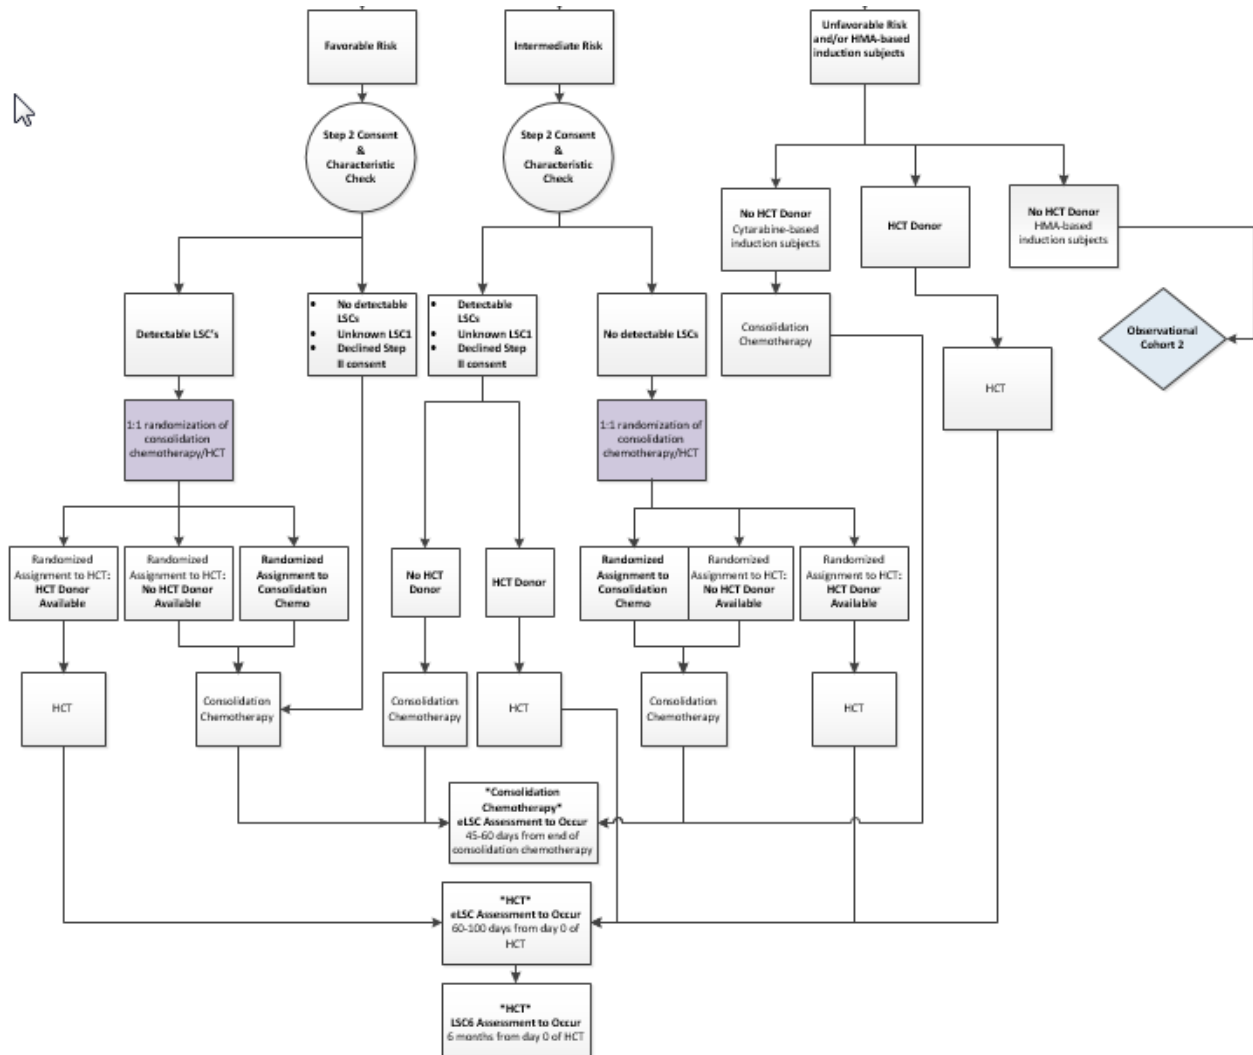 Favorable Risk
Intermediate Risk
Unfavorable Risk
and/or HMA-based
induction subjects
Step 2 Consent
&
Characteristic
Check
Step 2 Consent
&
Characteristic
Check
No HCT Donor
Cytarabine-based
induction subjects
HCT Donor
No HCT Donor
HMA-based
induction subjects
Detectable LSC's
• No detectable
LSCs
• Unknown LSC1
• Declined Step
II consent
• Detectable
LSCs
• Unknown LSC1
• Declined Step
II consent
No detectable LSCs
Consolidation
Chemotherapy
HCT
Observational
Cohort 2
1:1 randomization of
consolidation
chemotherapy/HCT
1:1 randomization of
consolidation
chemotherapy/HCT
Randomized
Assignment to HCT:
HCT Donor
Available
Randomized
Assignment to HCT:
No HCT Donor
Available
Randomized
Assignment to
Consolidation
Chemo
No HCT
Donor
HCT Donor
Randomized
Assignment to
Consolidation
Chemo
Randomized
Assignment to HCT:
No HCT Donor
Available
Randomized
Assignment to HCT:
HCT Donor
Available
HCT
Consolidation
Chemotherapy
Consolidation
Chemotherapy
HCT
Consolidation
Chemotherapy
HCT
*Consolidation
Chemotherapy*
eLSC Assessment to Occur
45-60 days from end of
consolidation chemotherapy
*HCT*
eLSC Assessment to Occur
60-100 days from day 0 of
HCT
*HCT*
LSC6 Assessment to Occur
6 months from day 0 of HCT